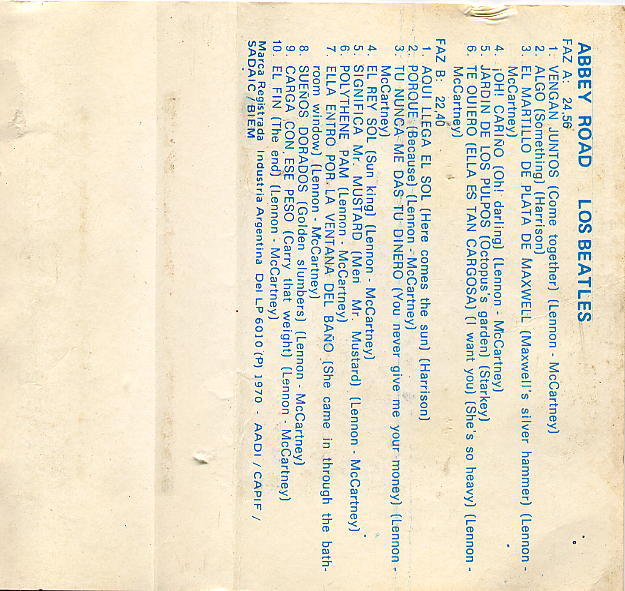 ABBEY ROAD LOS BEATLES
FAZ A: 24,56
1. VENGAN JUNTOS (Come together) (Lennon - McCartney)
2. ALGO (Something) (Harrison)
3. EL MARTILLO DE PLATA DE MAXWELL (Maxwell's silver hammer) (Lennon -
McCartney)
4. ¡OH! CARIÑO (Oh! darling) (Lennon - McCartney)
5. JARDIN DE LOS PULPOS (Octopus's garden) (Starkey)
6. TE QUIERO (ELLA ES TAN CARGOSA) (I want you) (She's so heavy) (Lennon -
McCartney)
FAZ B: 22,40
1. AQUI LLEGA EL SOL (Here comes the sun) (Harrison)
2. PORQUE (Because) (Lennon - McCartney)
3. TU NUNCA ME DAS TU DINERO (You never give me your money) (Lennon -
McCartney)
4. EL REY SOL (Sun king) (Lennon - McCartney)
5. SIGNIFICA Mr. MUSTARD (Men Mr. Mustard) (Lennon - McCartney)
6. POLYTHENE PAM (Lennon - McCartney)
7. ELLA ENTRO POR LA VENTANA DEL BAÑO (She came in through the bath-
room window) (Lennon - McCartney)
8. SUEÑOS DORADOS (Golden slumbers) (Lennon - McCartney)
9. CARGA CON ESE PESO (Carry that weight) (Lennon - McCartney)
10. EL FIN (The end) (Lennon - McCartney)
Marca Registrada Industria Argentina Del LP 6010 (P) 1970 - AADI / CAPIF /
SADAIC / BIEM